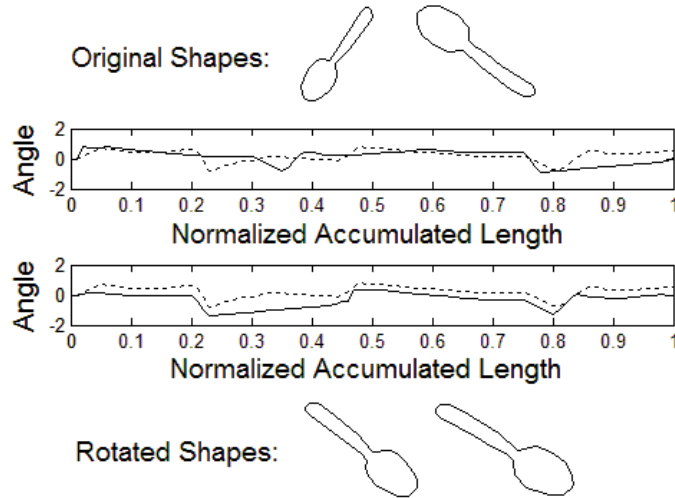 Original Shapes:
Angle
2
0
-2
0 0.1 0.2 0.3 0.4 0.5 0.6 0.7 0.8 0.9 1
Normalized Accumulated Length
Angle
2
0
-2
0 0.1 0.2 0.3 0.4 0.5 0.6 0.7 0.8 0.9 1
Normalized Accumulated Length
Rotated Shapes: